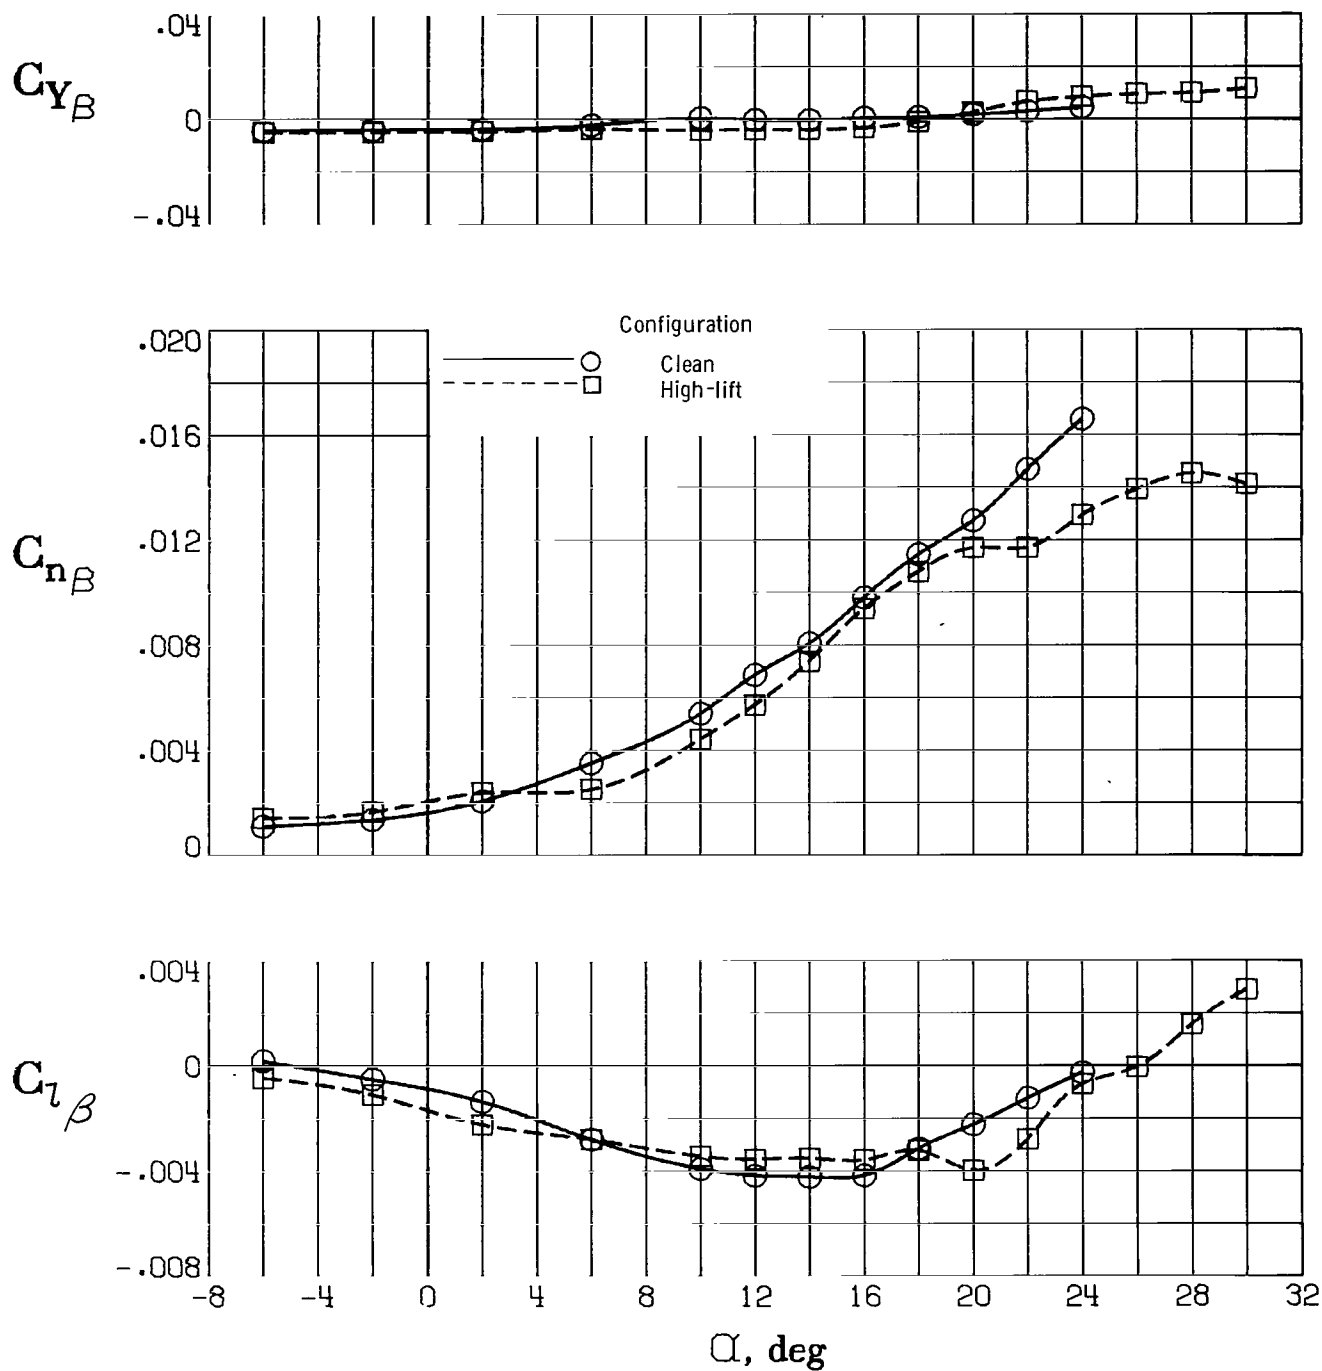 .04
C_Yβ
0
-.04
Configuration
.020
Clean
High-lift
.016
.012
C_nβ
.008
.004
0
.004
0
C_lβ
-.004
-.008
-8 -4 0 4 8 12 16 20 24 28 32
α, deg